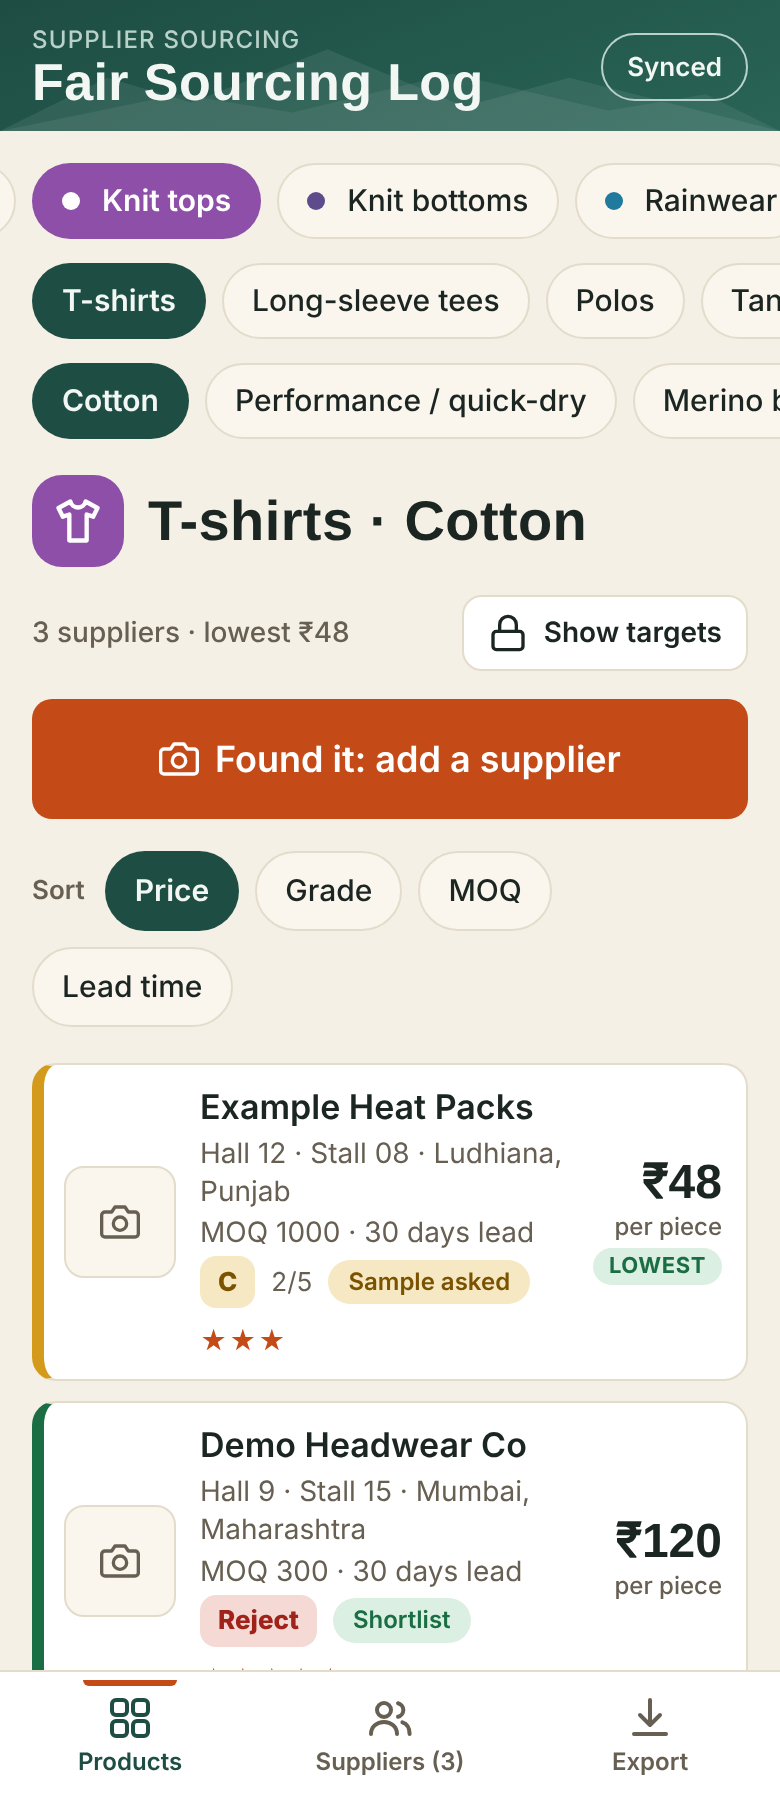 SUPPLIER SOURCING
Fair Sourcing Log
Synced
Knit tops
Knit bottoms
Rainwear
T-shirts
Long-sleeve tees
Polos
Tan
Cotton
Performance / quick-dry
Merino
T-shirts · Cotton
3 suppliers · lowest ₹48
Show targets
Found it: add a supplier
Sort
Price
Grade
MOQ
Lead time
Example Heat Packs
Hall 12 · Stall 08 · Ludhiana,
Punjab
MOQ 1000 · 30 days lead
C
2/5
Sample asked
★★★
₹48
per piece
LOWEST
Demo Headwear Co
Hall 9 · Stall 15 · Mumbai,
Maharashtra
MOQ 300 · 30 days lead
Reject
Shortlist
₹120
per piece
Products
Suppliers (3)
Export